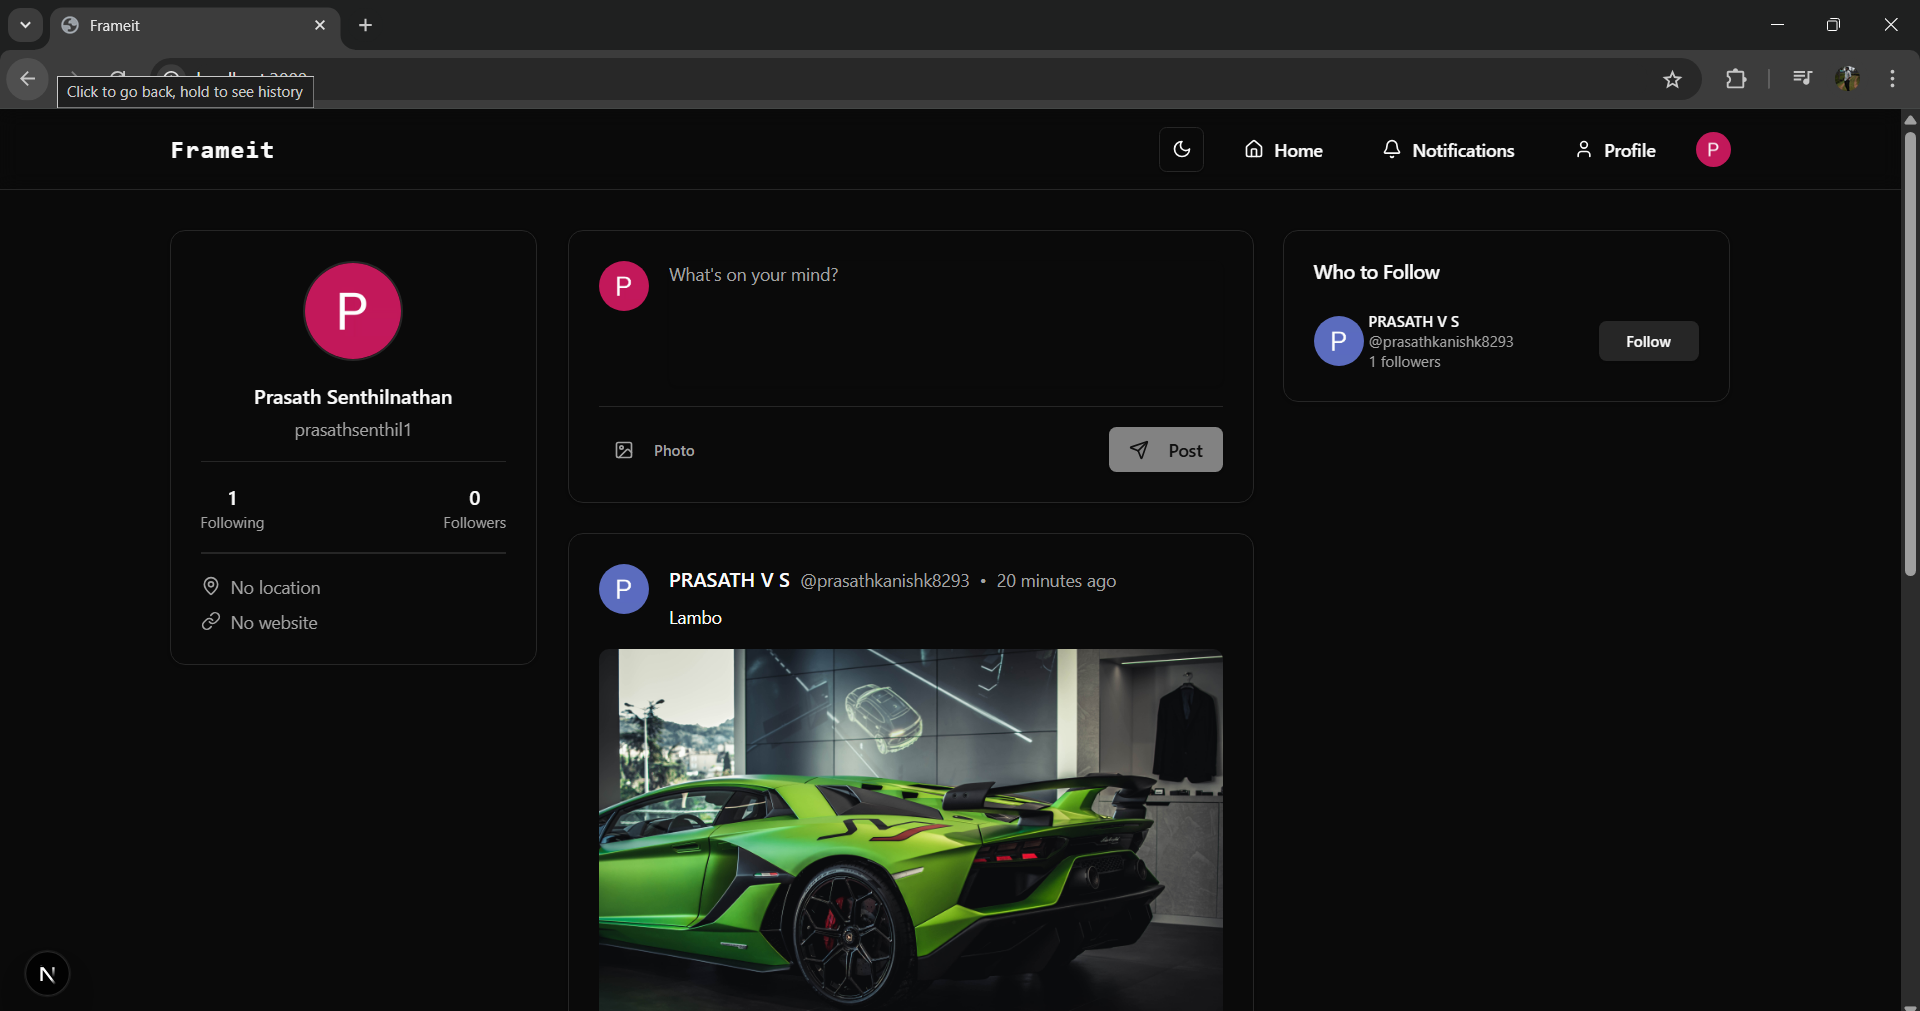 Frameit
Click to go back, hold to see history
Frameit
Home
Notifications
Profile
P
P
Prasath Senthilnathan
prasathsenthil1
1
Following
0
Followers
No location
No website
P
What's on your mind?
Photo
Post
P
PRASATH V S @prasathkanishk8293 • 20 minutes ago
Lambo
Who to Follow
P
PRASATH V S
@prasathkanishk8293
1 followers
Follow
N